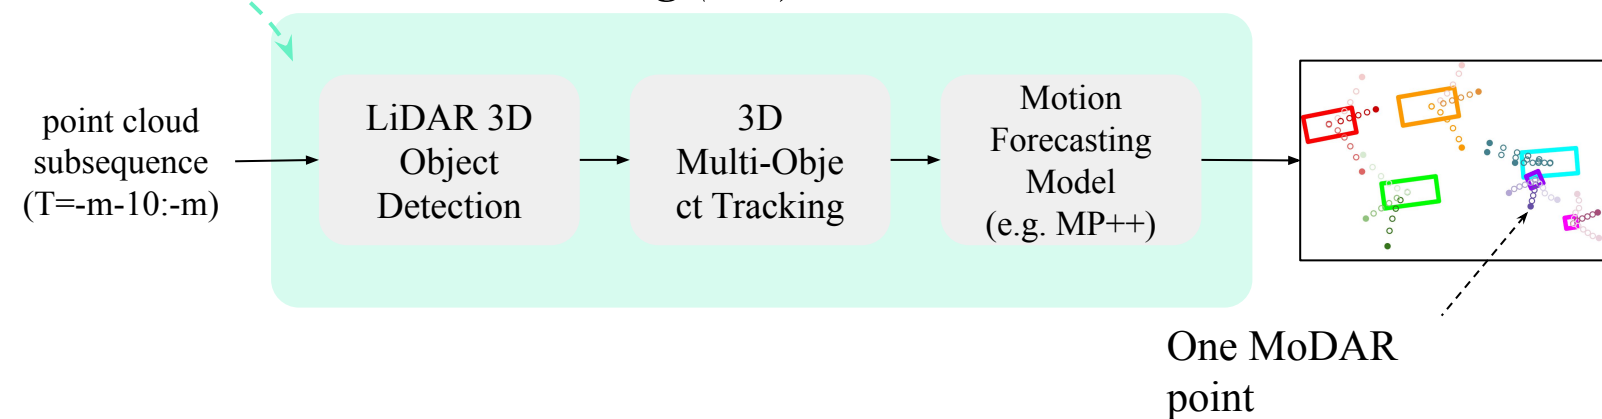 point cloud
subsequence
(T=-m-10:-m)
LiDAR 3D
Object
Detection
3D
Multi-Obje
ct Tracking
Motion
Forecasting
Model
(e.g. MP++)
One MoDAR
point